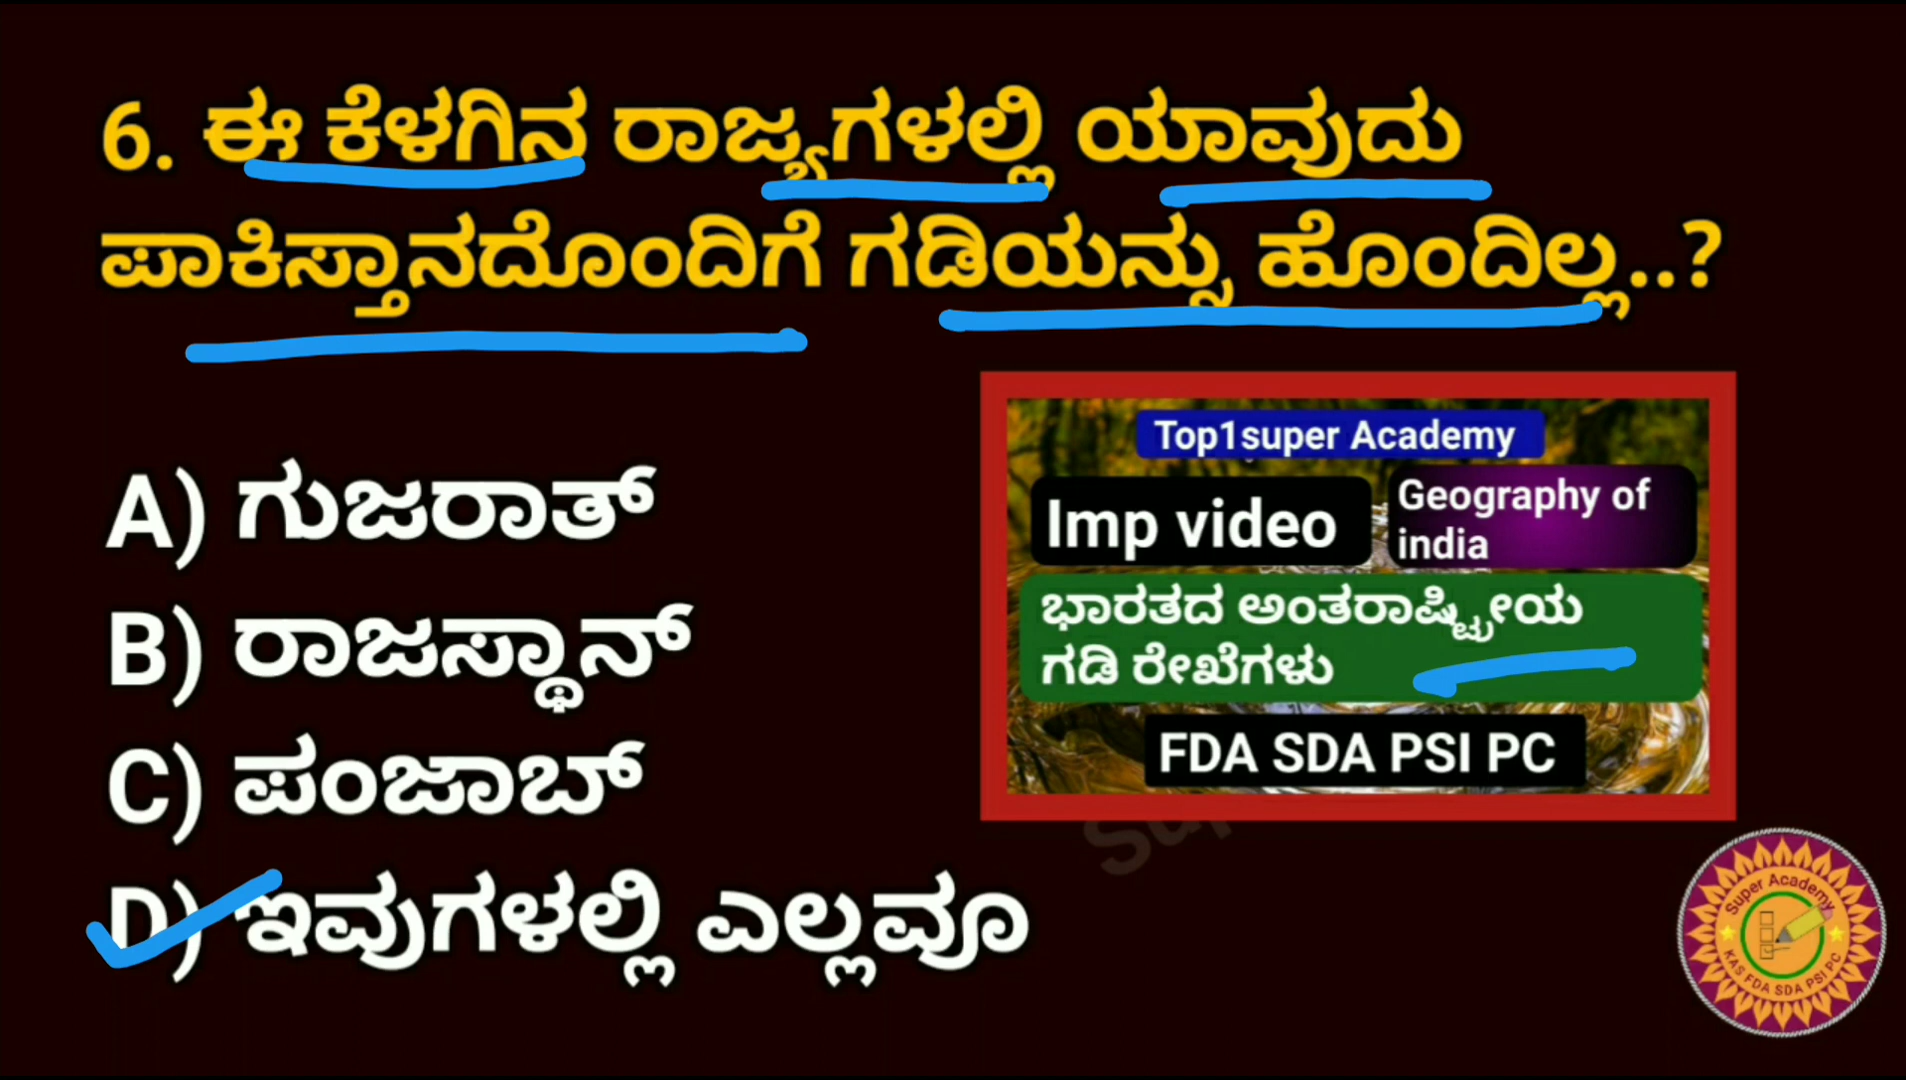 6. ಈ ಕೆಳಗಿನ ರಾಜ್ಯಗಳಲ್ಲಿ ಯಾವುದು
ಪಾಕಿಸ್ತಾನದೊಂದಿಗೆ ಗಡಿಯನ್ನು ಹೊಂದಿಲ್ಲ..?
A) ಗುಜರಾತ್
B) ರಾಜಸ್ಥಾನ್
C) ಪಂಜಾಬ್
D) ಇವುಗಳಲ್ಲಿ ಎಲ್ಲವೂ
Top1super Academy
Imp video
Geography of
india
ಭಾರತದ ಅಂತರಾಷ್ಟ್ರೀಯ
ಗಡಿ ರೇಖೆಗಳು
FDA SDA PSI PC
Super Academy
KAS FDA SDA PSI PC